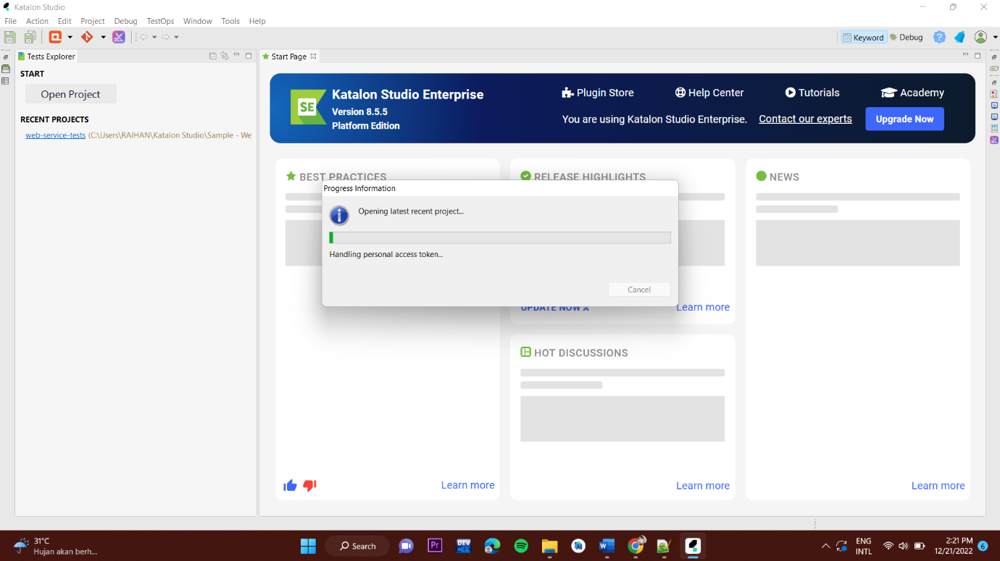 Katalon Studio
File Action Edit Project Debug TestOps Window Tools Help
Keyword Debug
Tests Explorer
START
Open Project
RECENT PROJECTS
web-service-tests (C:\Users\RAIHAN\Katalon Studio\Sample - We
Start Page
SE
Katalon Studio Enterprise
Version 8.5.5
Platform Edition
Plugin Store Help Center Tutorials Academy
You are using Katalon Studio Enterprise. Contact our experts Upgrade Now
BEST PRACTICES
RELEASE HIGHLIGHTS
NEWS
Progress Information
Opening latest recent project...
Handling personal access token...
Cancel
UPDATE NOW
Learn more
HOT DISCUSSIONS
Learn more
Learn more
Learn more
31°C
Hujan akan berh...
Search
Pr
DEV
ENG
INTL
2:21 PM
12/21/2022
6